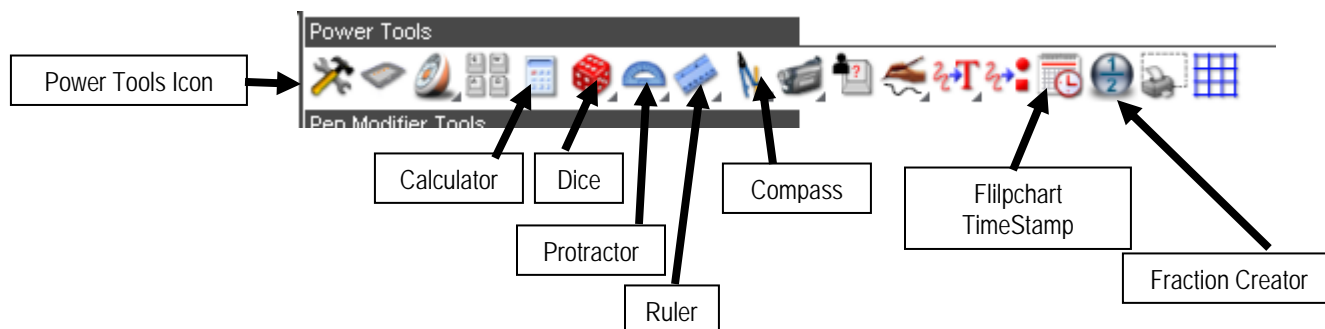 Power Tools
Power Tools Icon
Pen Modifier Tools
Calculator
Dice
Compass
Flilpchart
TimeStamp
Protractor
Fraction Creator
Ruler